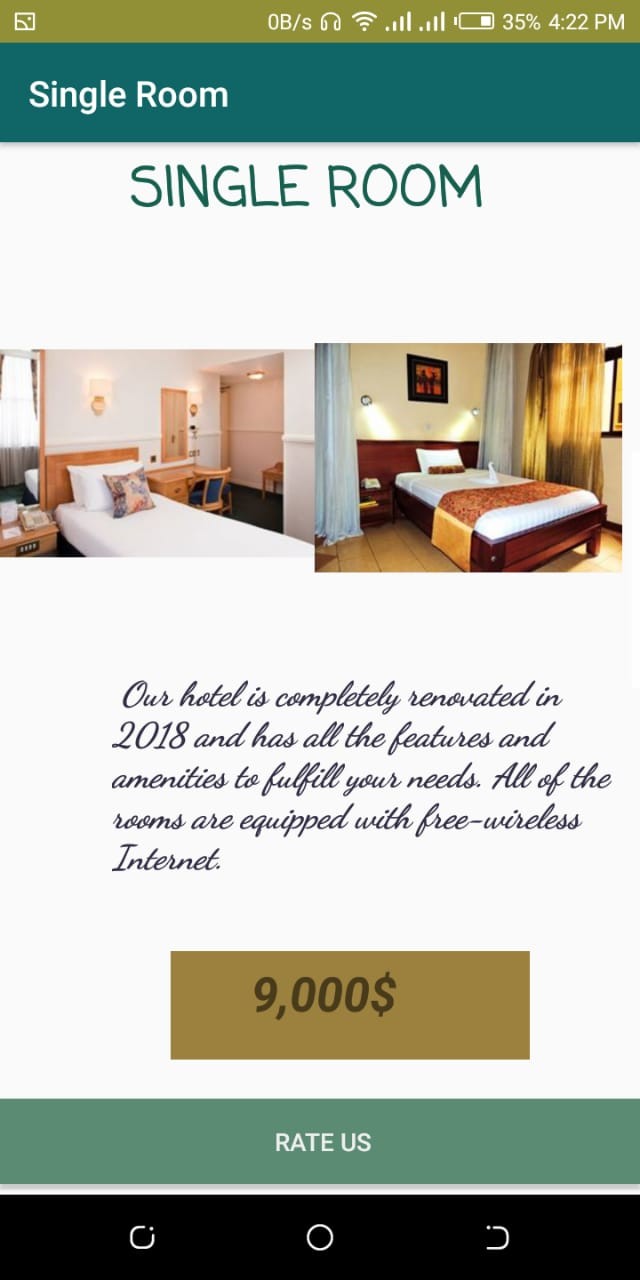 0B/s 35% 4:22 PM
Single Room
SINGLE ROOM
Our hotel is completely renovated in
2018 and has all the features and
amenities to fulfill your needs. All of the
rooms are equipped with free-wireless
Internet.
9,000$
RATE US